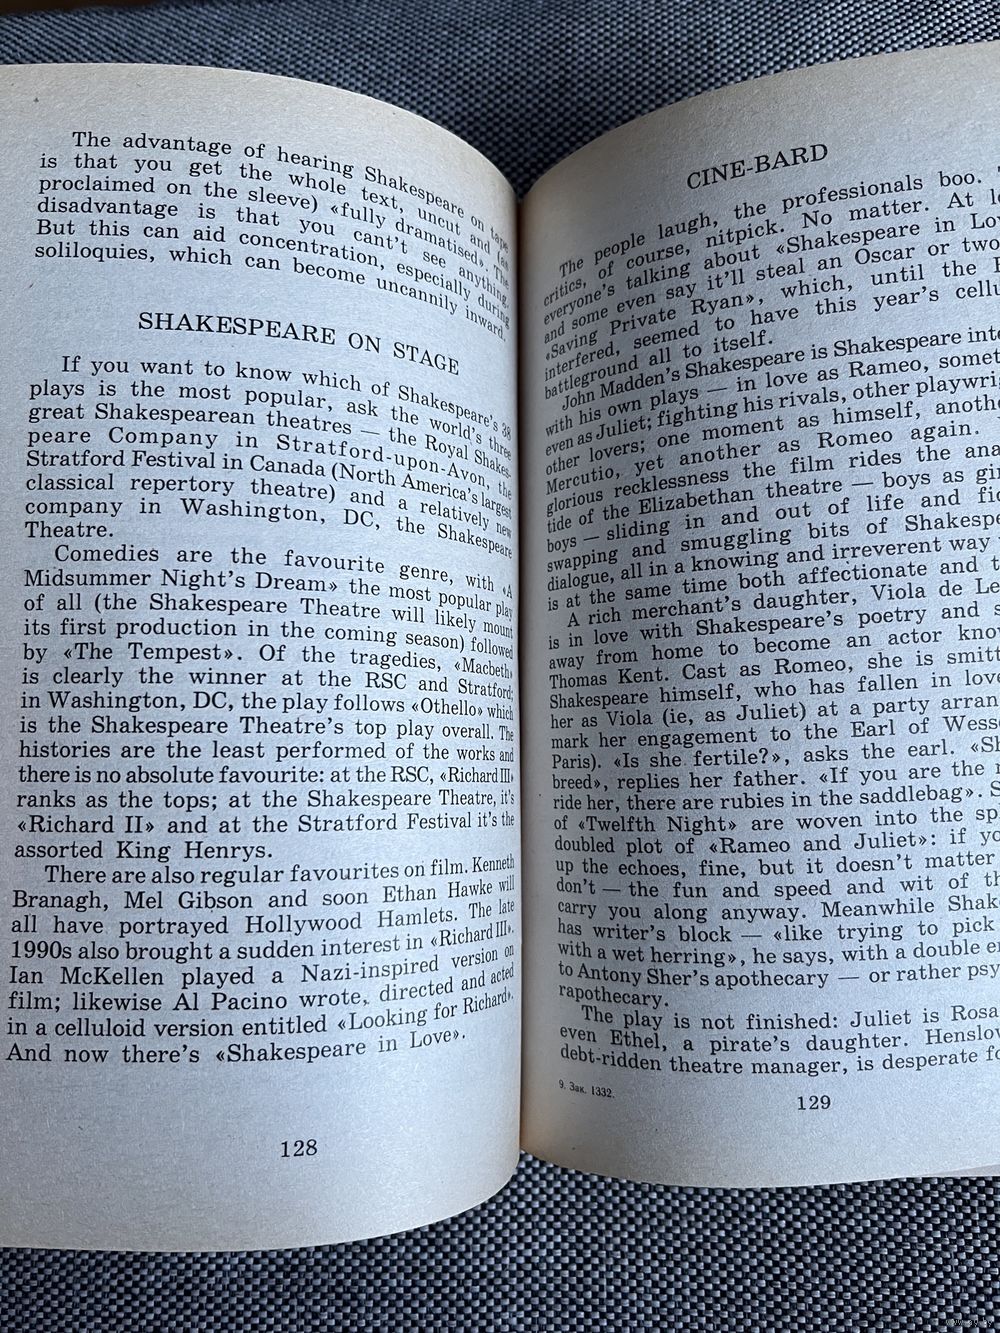 The advantage of hearing Shakespeare on tape
is that you get the whole text, uncut and (as
proclaimed on the sleeve) «fully dramatised». The
disadvantage is that you cant't see anything.
But this can aid concentration, especially during
soliloquies, which can become uncannily inward.
SHAKESPEARE ON STAGE
If you want to know which of Shakespeare's 38
plays is the most popular, ask the world's three
great Shakespearean theatres — the Royal Shakes-
peare Company in Stratford-upon-Avon, the
Stratford Festival in Canada (North America's largest
classical repertory theatre) and a relatively new
company in Washington, DC, the Shakespeare
Theatre.
Comedies are the favourite genre, with «A
Midsummer Night's Dream» the most popular play
of all (the Shakespeare Theatre will likely mount
its first production in the coming season) followed
by «The Tempest». Of the tragedies, «Macbeth»
is clearly the winner at the RSC and Stratford;
in Washington, DC, the play follows «Othello» which
is the Shakespeare Theatre's top play overall. The
histories are the least performed of the works and
there is no absolute favourite: at the RSC, «Richard III»
ranks as the tops; at the Shakespeare Theatre, it's
«Richard II» and at the Stratford Festival it's the
assorted King Henrys.
There are also regular favourites on film. Kenneth
Branagh, Mel Gibson and soon Ethan Hawke will
all have portrayed Hollywood Hamlets. The late
1990s also brought a sudden interest in «Richard III».
Ian McKellen played a Nazi-inspired version on
film; likewise Al Pacino wrote, directed and acted
in a celluloid version entitled «Looking for Richard».
And now there's «Shakespeare in Love».
128
CINE-BARD
The people laugh, the professionals boo.
critics, of course, nitpick. No matter. At
everyone's talking about «Shakespeare in
and some even say it'll steal an Oscar or two
«Saving Private Ryan», which, until the
interfered, seemed to have this year's
battleground all to itself.
John Madden's Shakespeare is Shakespeare
with his own plays — in love as Rameo,
even as Juliet; fighting his rivals, other
other lovers; one moment as himself,
Mercutio, yet another as Romeo again.
glorious recklessness the film rides the
tide of the Elizabethan theatre — boys as
boys — sliding in and out of life and
swapping and smuggling bits of
dialogue, all in a knowing and irreverent way
is at the same time both affectionate and
A rich merchant's daughter, Viola de
is in love with Shakespeare's poetry and
away from home to become an actor
Thomas Kent. Cast as Romeo, she is
Shakespeare himself, who has fallen in love
her as Viola (ie, as Juliet) at a party
mark her engagement to the Earl of
Paris). «Is she fertile?», asks the earl.
breed», replies her father. «If you are the
ride her, there are rubies in the saddlebag».
of «Twelfth Night» are woven into the
doubled plot of «Rameo and Juliet»: if
up the echoes, fine, but it doesn't matter
don't — the fun and speed and wit of
carry you along anyway. Meanwhile
has writer's block — «like trying to pick
with a wet herring», he says, with a double
to Antony Sher's apothecary — or rather
rapothecary.
The play is not finished: Juliet is
even Ethel, a pirate's daughter.
debt-ridden theatre manager, is desperate
9. Зак. 1332.
129